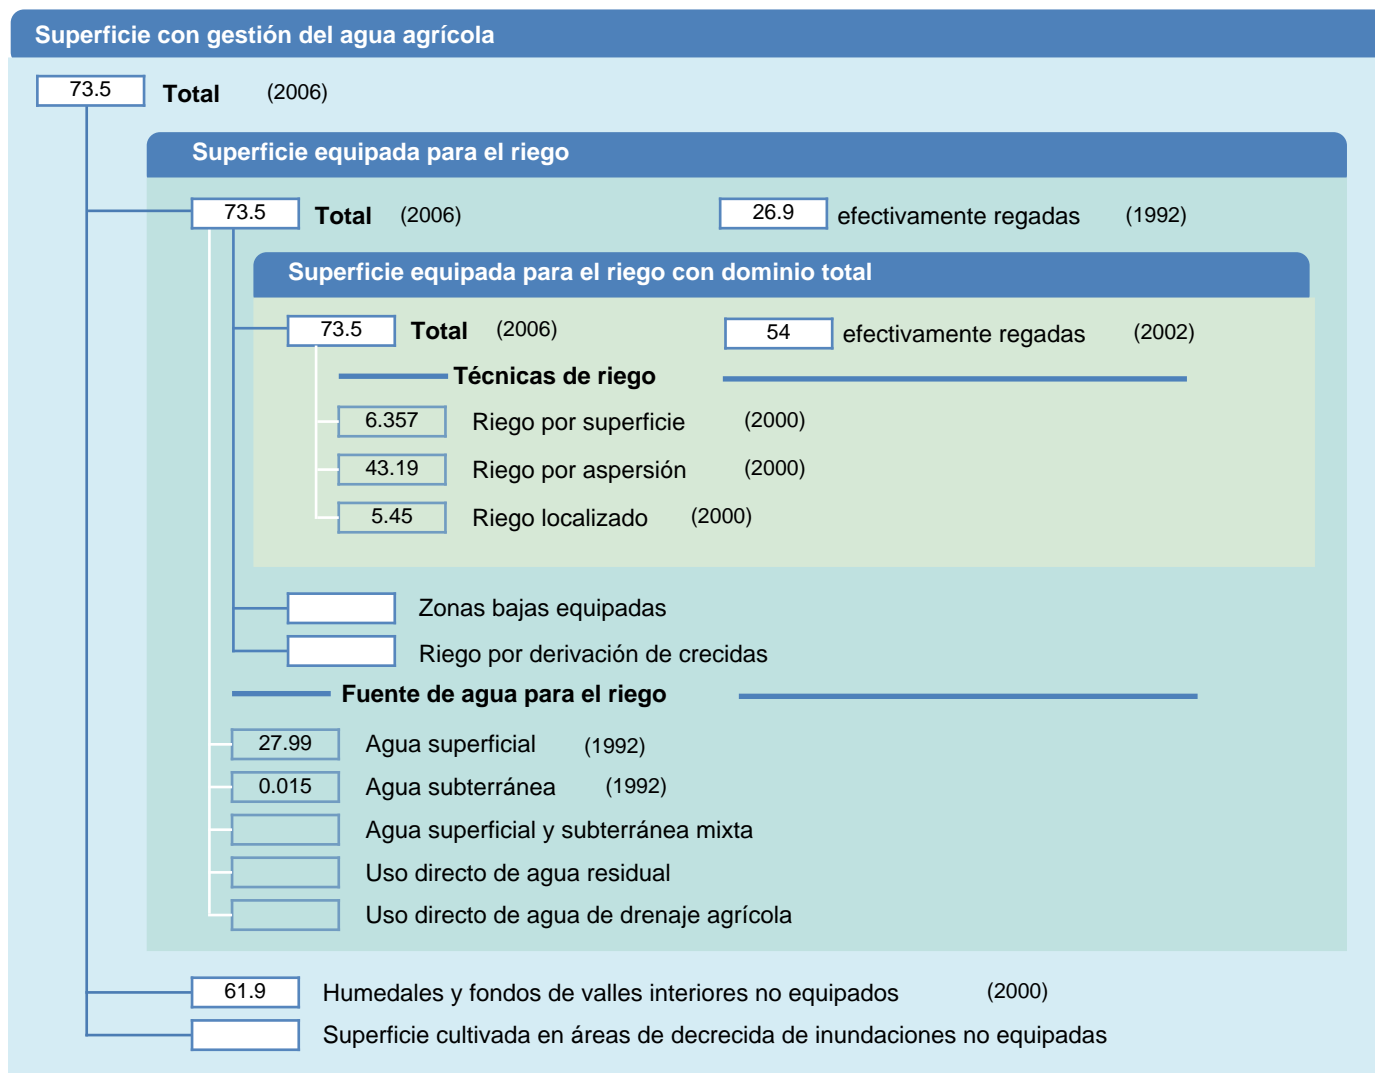 Superficie con gestión del agua agrícola
73.5 Total (2006)
Superficie equipada para el riego
73.5 Total (2006) 26.9 efectivamente regadas (1992)
Superficie equipada para el riego con dominio total
73.5 Total (2006) 54 efectivamente regadas (2002)
Técnicas de riego
6.357 Riego por superficie (2000)
43.19 Riego por aspersión (2000)
5.45 Riego localizado (2000)
Zonas bajas equipadas
Riego por derivación de crecidas
Fuente de agua para el riego
27.99 Agua superficial (1992)
0.015 Agua subterránea (1992)
Agua superficial y subterránea mixta
Uso directo de agua residual
Uso directo de agua de drenaje agrícola
61.9 Humedales y fondos de valles interiores no equipados (2000)
Superficie cultivada en áreas de decrecida de inundaciones no equipadas